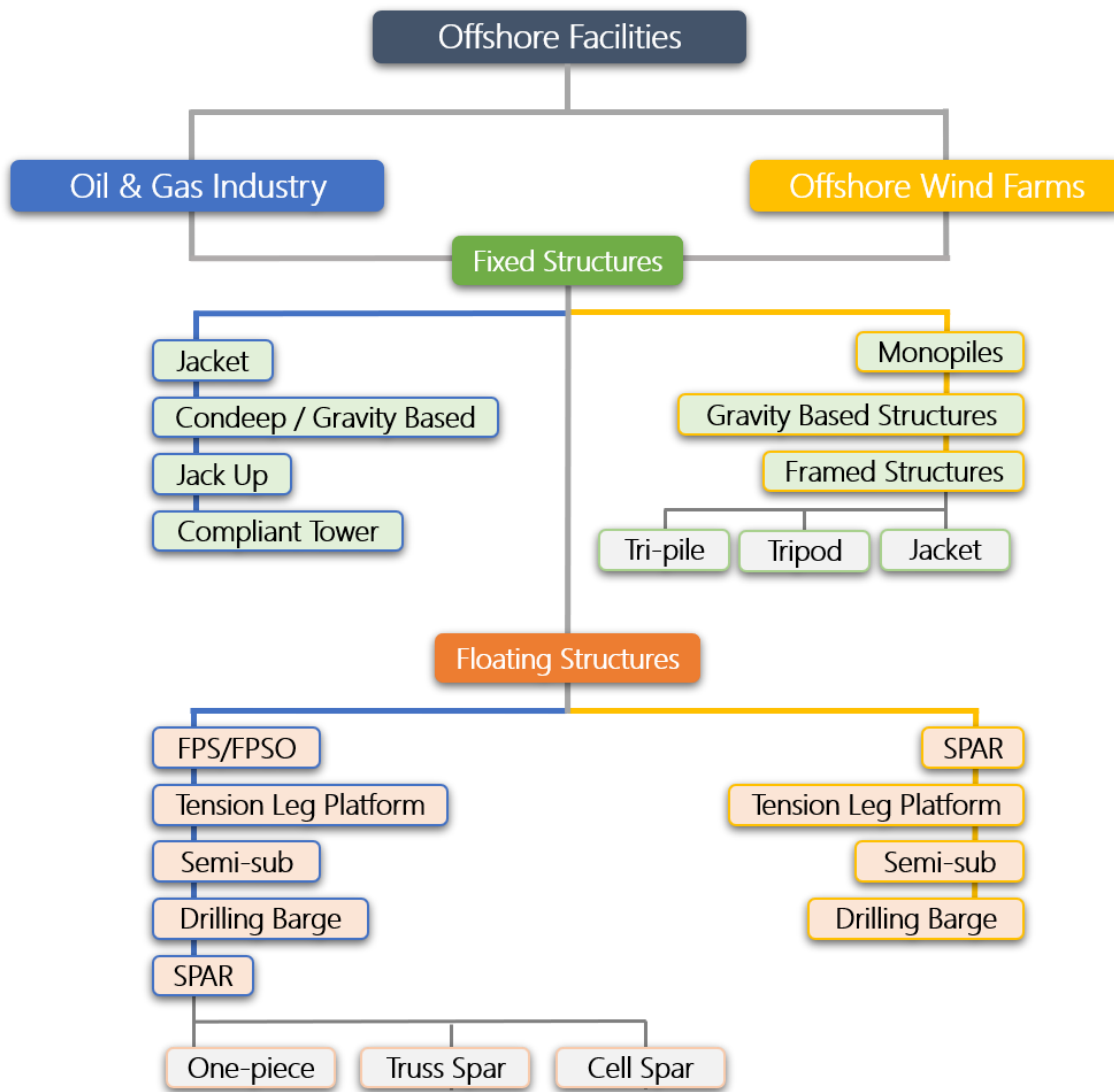 Offshore Facilities
Oil & Gas Industry
Offshore Wind Farms
Fixed Structures
Jacket
Condeep / Gravity Based
Jack Up
Compliant Tower
Monopiles
Gravity Based Structures
Framed Structures
Tri-pile
Tripod
Jacket
Floating Structures
FPS/FPSO
Tension Leg Platform
Semi-sub
Drilling Barge
SPAR
One-piece
Truss Spar
Cell Spar
SPAR
Tension Leg Platform
Semi-sub
Drilling Barge